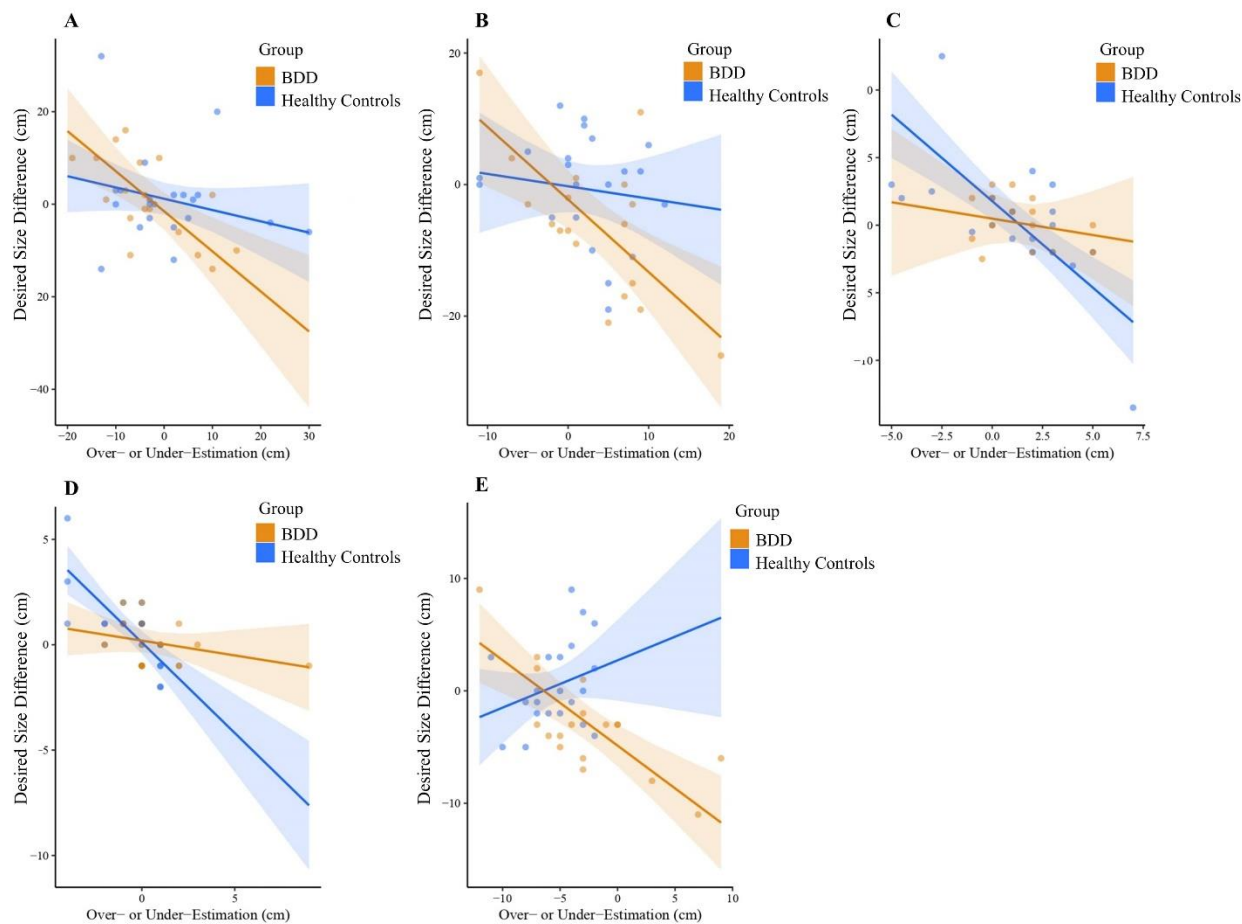 A
Group
BDD
Healthy Controls
Desired Size Difference (cm)
20
0
20
−40
−20
−10
0
10
20
30
Over− or Under−Estimation (cm)
B
Group
BDD
Healthy Controls
Desired Size Difference (cm)
20
0
−20
−10
0
10
20
Over− or Under−Estimation (cm)
C
Group
BDD
Healthy Controls
Desired Size Difference (cm)
0
5
0
5
−10
−5.0
−2.5
0.0
2.5
5.0
7.5
Over− or Under−Estimation (cm)
D
Group
BDD
Healthy Controls
Desired Size Difference (cm)
5
0
−5
−10
0
5
Over− or Under−Estimation (cm)
E
Group
BDD
Healthy Controls
Desired Size Difference (cm)
10
0
−10
−10
−5
0
5
10
Over− or Under−Estimation (cm)